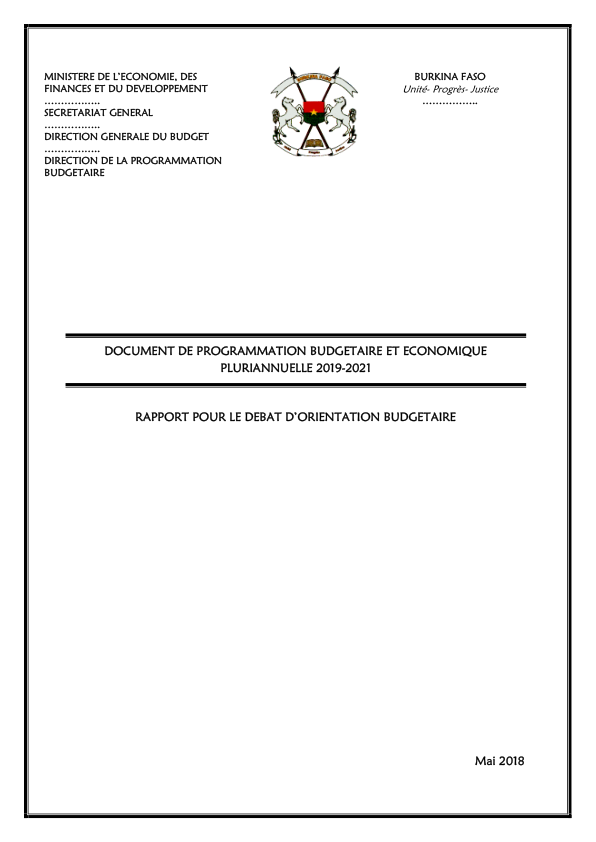 MINISTERE DE L'ECONOMIE, DES
FINANCES ET DU DEVELOPPEMENT
……………..
SECRETARIAT GENERAL
……………..
DIRECTION GENERALE DU BUDGET
……………..
DIRECTION DE LA PROGRAMMATION
BUDGETAIRE
BURKINA FASO
BURKINA FASO
Unité- Progrès- Justice
……………..
DOCUMENT DE PROGRAMMATION BUDGETAIRE ET ECONOMIQUE
PLURIANNUELLE 2019-2021
RAPPORT POUR LE DEBAT D'ORIENTATION BUDGETAIRE
Mai 2018